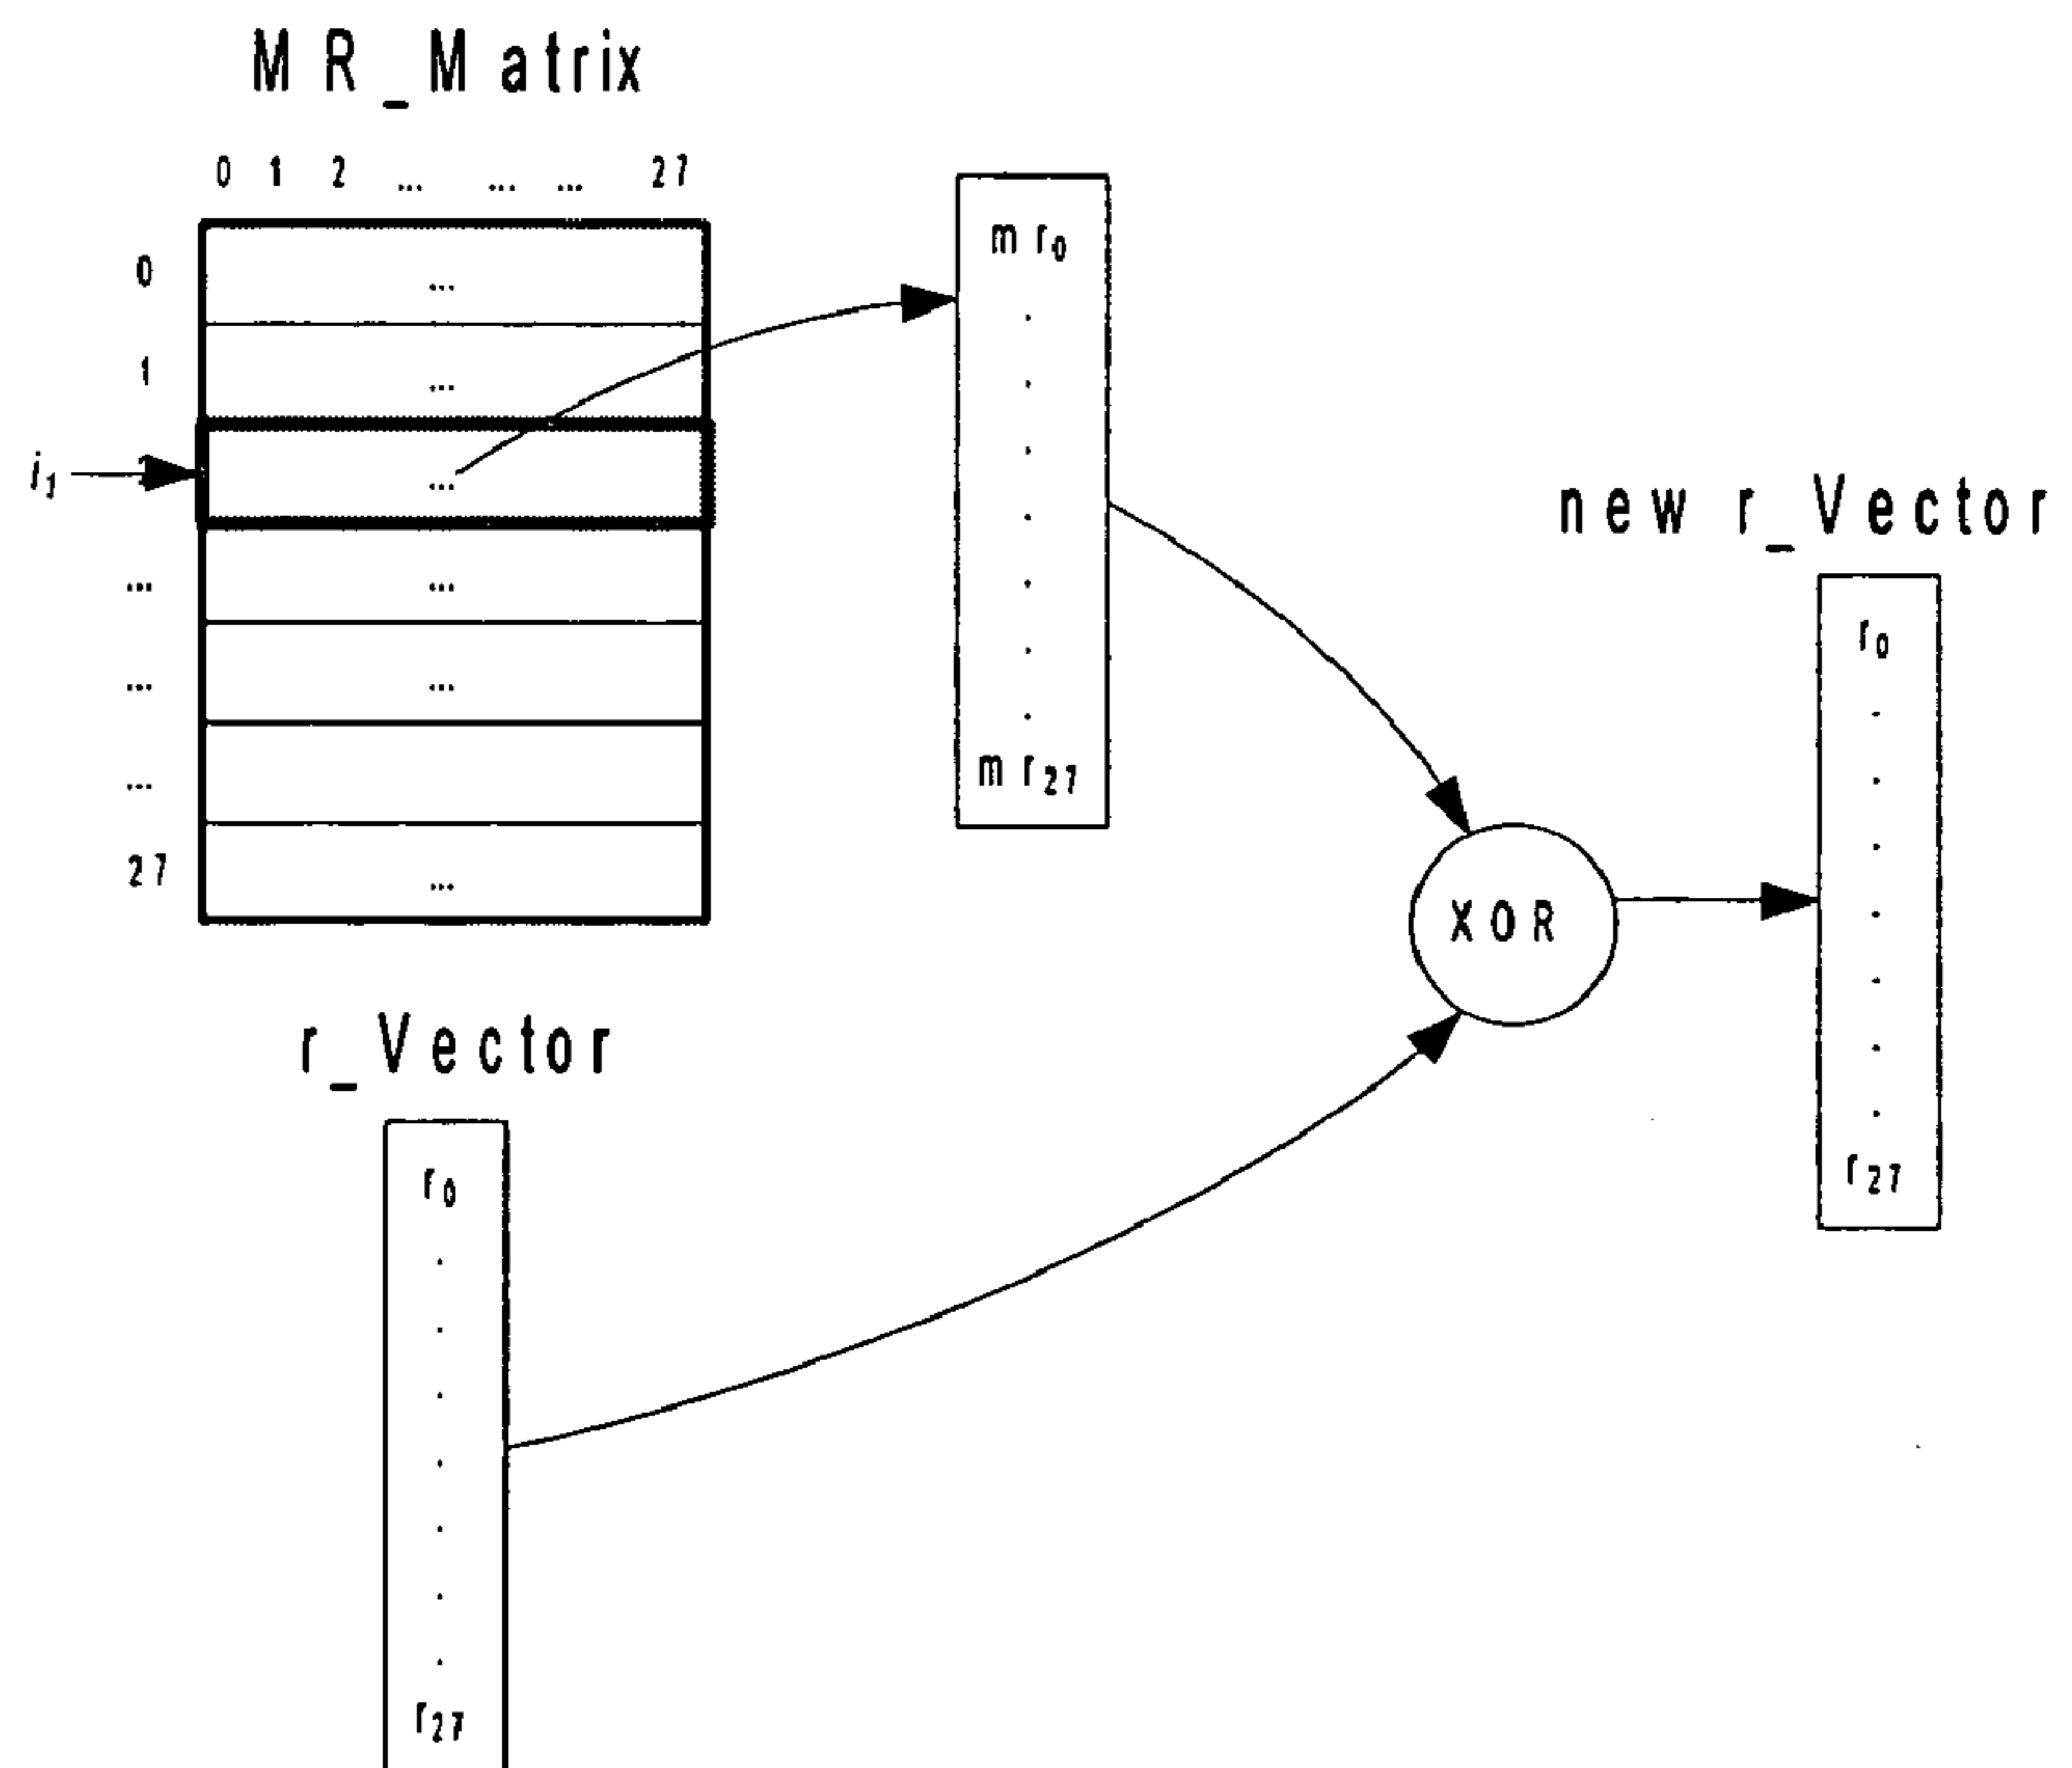 MR_Matrix
0 1 2 ... ... ... 27
0 ...
1 ...
i1 ...
... ...
... ...
...
27 ...
mr0
.
.
.
.
.
.
.
mr27
XOR
new r_Vector
r0
.
.
.
.
.
.
.
r27
r_Vector
r0
.
.
.
.
.
.
.
r27